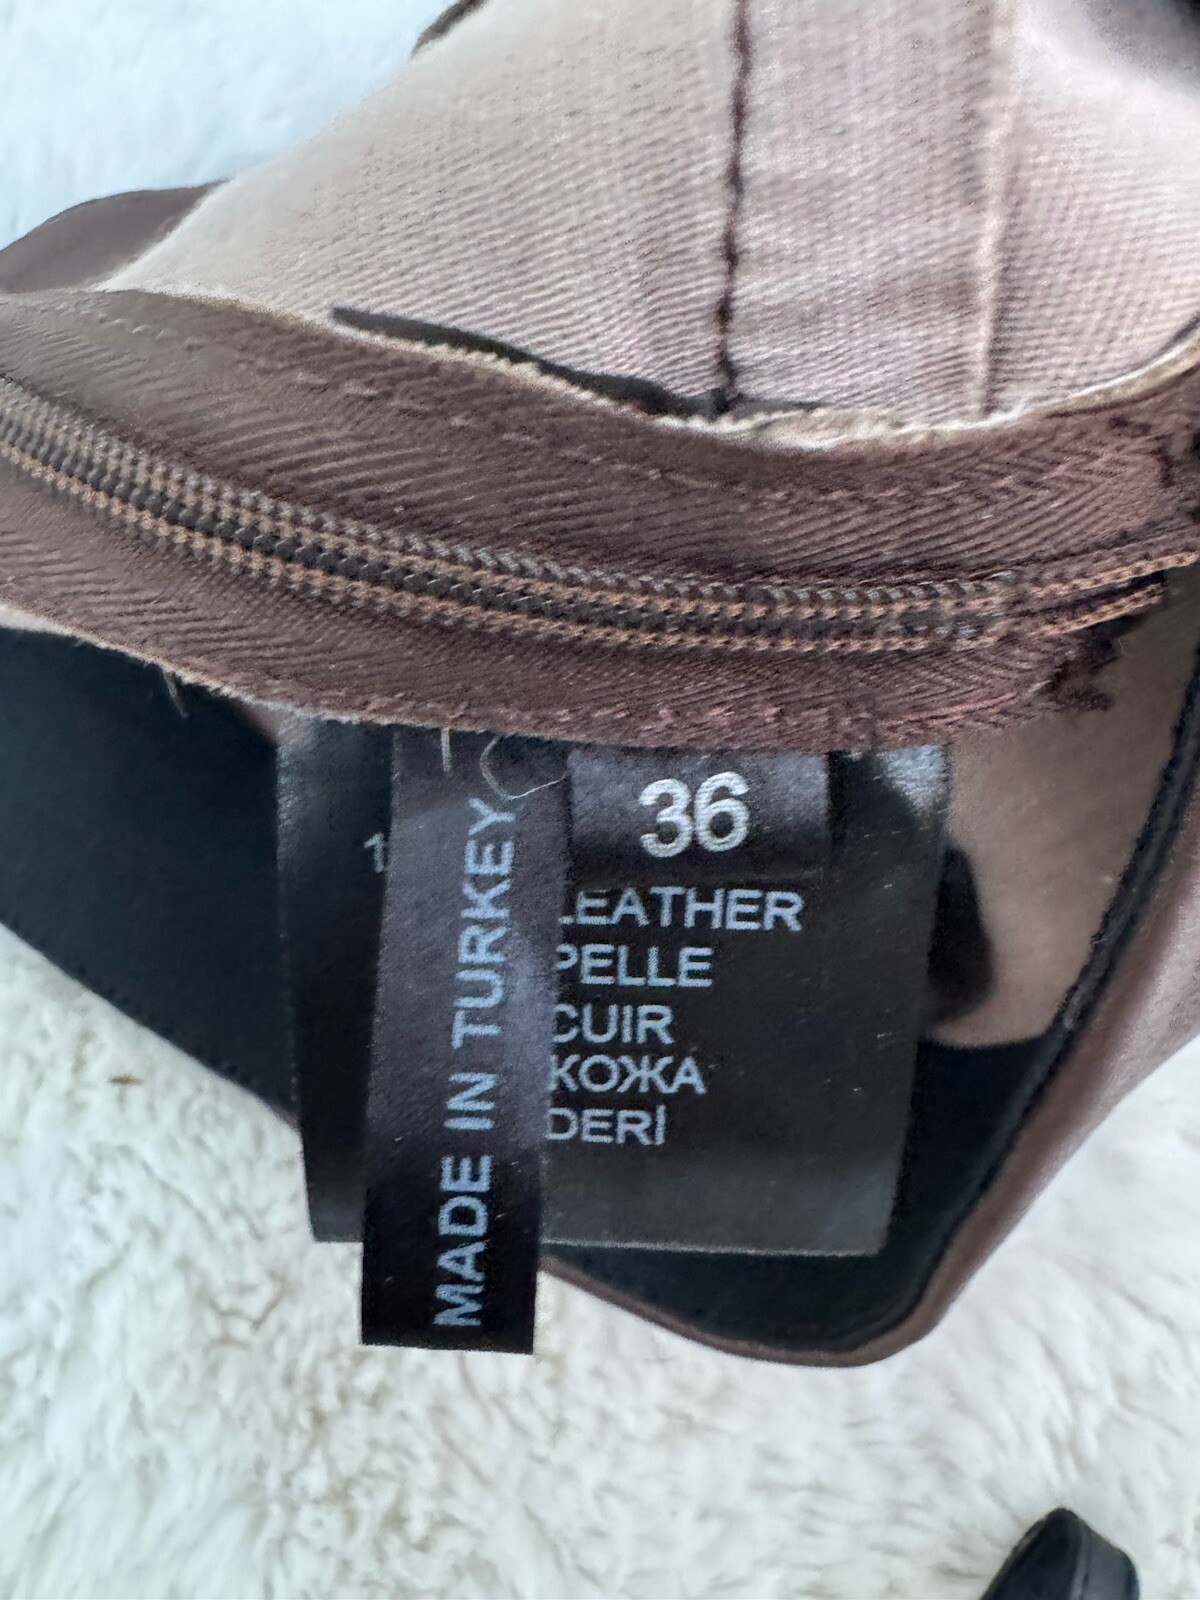 36
LEATHER
PELLE
CUIR
КОЖА
DERİ
MADE IN TURKEY